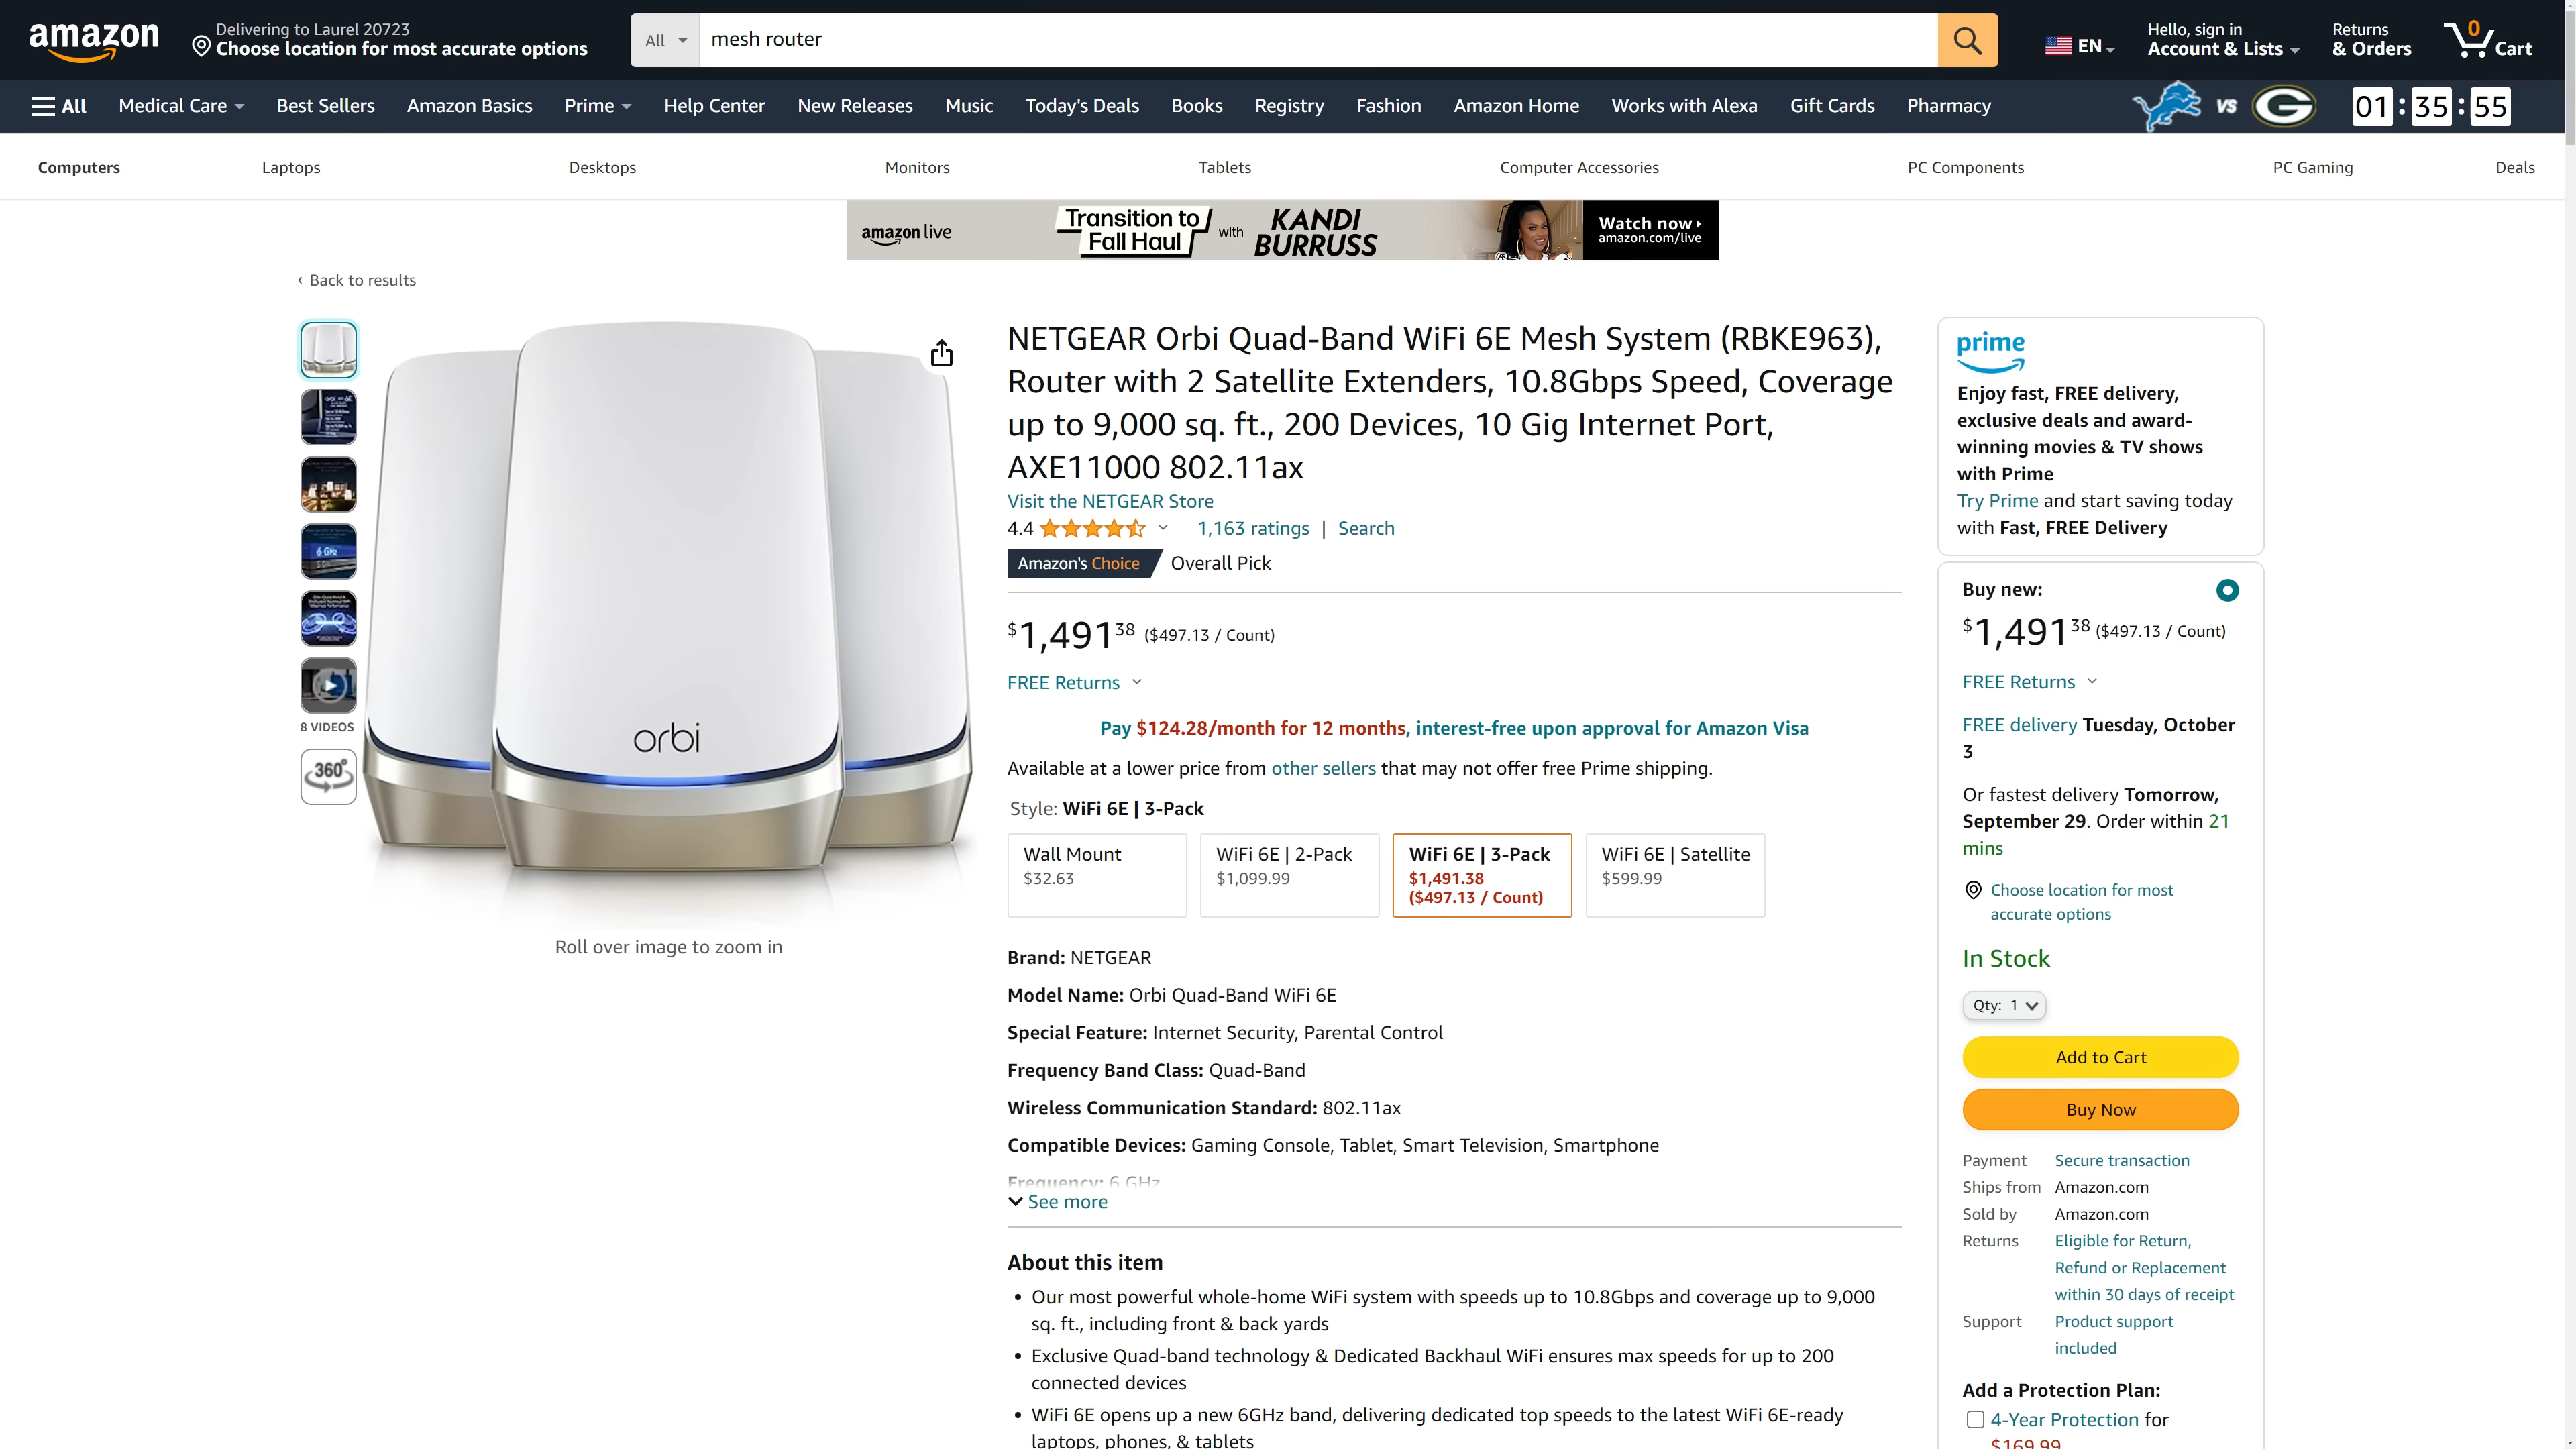 amazon
Delivering to Laurel 20723
Choose location for most accurate options
All
mesh router
EN
Hello, sign in
Account & Lists
Returns
& Orders
0
Cart
All
Medical Care
Best Sellers
Amazon Basics
Prime
Help Center
New Releases
Music
Today's Deals
Books
Registry
Fashion
Amazon Home
Works with Alexa
Gift Cards
Pharmacy
VS
G
01 : 35 : 55
Computers
Laptops
Desktops
Monitors
Tablets
Computer Accessories
PC Components
PC Gaming
Deals
amazon live
Transition to
Fall Haul
with
KANDI
BURRUSS
Watch now
amazon.com/live
‹ Back to results
6 GHz
8 VIDEOS
360°
orbi
Roll over image to zoom in
NETGEAR Orbi Quad-Band WiFi 6E Mesh System (RBKE963),
Router with 2 Satellite Extenders, 10.8Gbps Speed, Coverage
up to 9,000 sq. ft., 200 Devices, 10 Gig Internet Port,
AXE11000 802.11ax
Visit the NETGEAR Store
4.4
1,163 ratings | Search
Amazon's Choice Overall Pick
$1,491 38 ($497.13 / Count)
FREE Returns
Pay $124.28/month for 12 months, interest-free upon approval for Amazon Visa
Available at a lower price from other sellers that may not offer free Prime shipping.
Style: WiFi 6E | 3-Pack
Wall Mount
$32.63
WiFi 6E | 2-Pack
$1,099.99
WiFi 6E | 3-Pack
$1,491.38
($497.13 / Count)
WiFi 6E | Satellite
$599.99
Brand: NETGEAR
Model Name: Orbi Quad-Band WiFi 6E
Special Feature: Internet Security, Parental Control
Frequency Band Class: Quad-Band
Wireless Communication Standard: 802.11ax
Compatible Devices: Gaming Console, Tablet, Smart Television, Smartphone
Frequency: 6 GHz
See more
About this item
• Our most powerful whole-home WiFi system with speeds up to 10.8Gbps and coverage up to 9,000
sq. ft., including front & back yards
• Exclusive Quad-band technology & Dedicated Backhaul WiFi ensures max speeds for up to 200
connected devices
• WiFi 6E opens up a new 6GHz band, delivering dedicated top speeds to the latest WiFi 6E-ready
laptops, phones, & tablets
prime
Enjoy fast, FREE delivery,
exclusive deals and award-
winning movies & TV shows
with Prime
Try Prime and start saving today
with Fast, FREE Delivery
Buy new:
$1,491 38 ($497.13 / Count)
FREE Returns
FREE delivery Tuesday, October
3
Or fastest delivery Tomorrow,
September 29. Order within 21
mins
Choose location for most
accurate options
In Stock
Qty: 1
Add to Cart
Buy Now
Payment Secure transaction
Ships from Amazon.com
Sold by Amazon.com
Returns Eligible for Return,
Refund or Replacement
within 30 days of receipt
Support Product support
included
Add a Protection Plan:
4-Year Protection for
$169.99